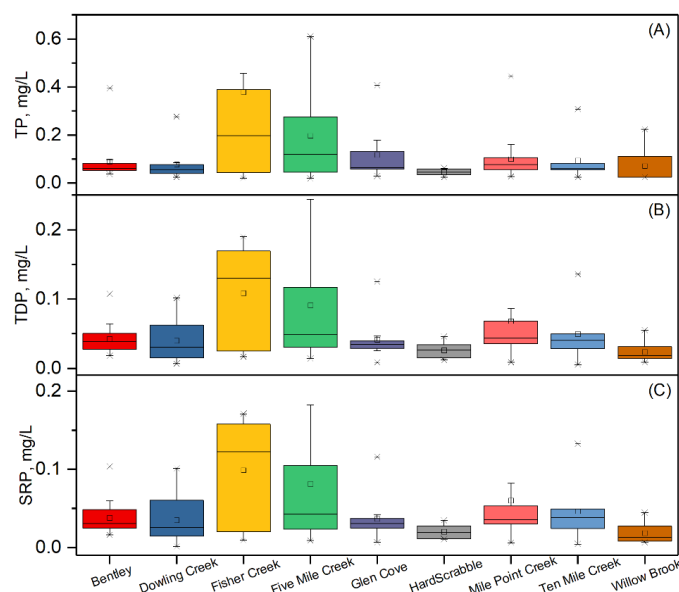 (A)
TP, mg/L
0.6
0.4
0.2
0.0
(B)
TDP, mg/L
0.2
0.1
0.0
(C)
SRP, mg/L
0.2
0.1
0.0
Bentley
Dowling Creek
Fisher Creek
Five Mile Creek
Glen Cove
HardScrabble
Mile Point Creek
Ten Mile Creek
Willow Brook